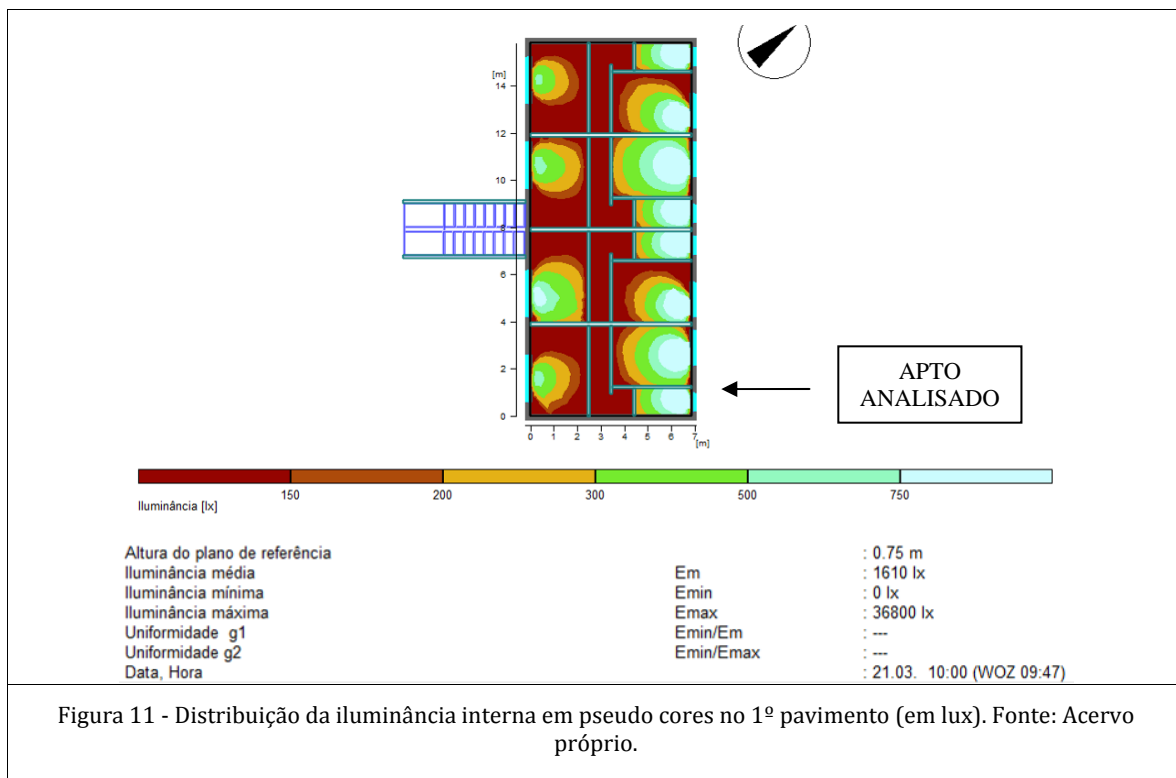 [m]
14
12
10
8
6
4
2
0
0 1 2 3 4 5 6 7
[m]
APTO
ANALISADO
150 200 300 500 750
Iluminância [lx]
Altura do plano de referência : 0.75 m
Iluminância média Em : 1610 lx
Iluminância mínima Emin : 0 lx
Iluminância máxima Emax : 36800 lx
Uniformidade g1 Emin/Em : ---
Uniformidade g2 Emin/Emax : ---
Data, Hora : 21.03. 10:00 (WOZ 09:47)
Figura 11 - Distribuição da iluminância interna em pseudo cores no 1º pavimento (em lux). Fonte: Acervo
próprio.